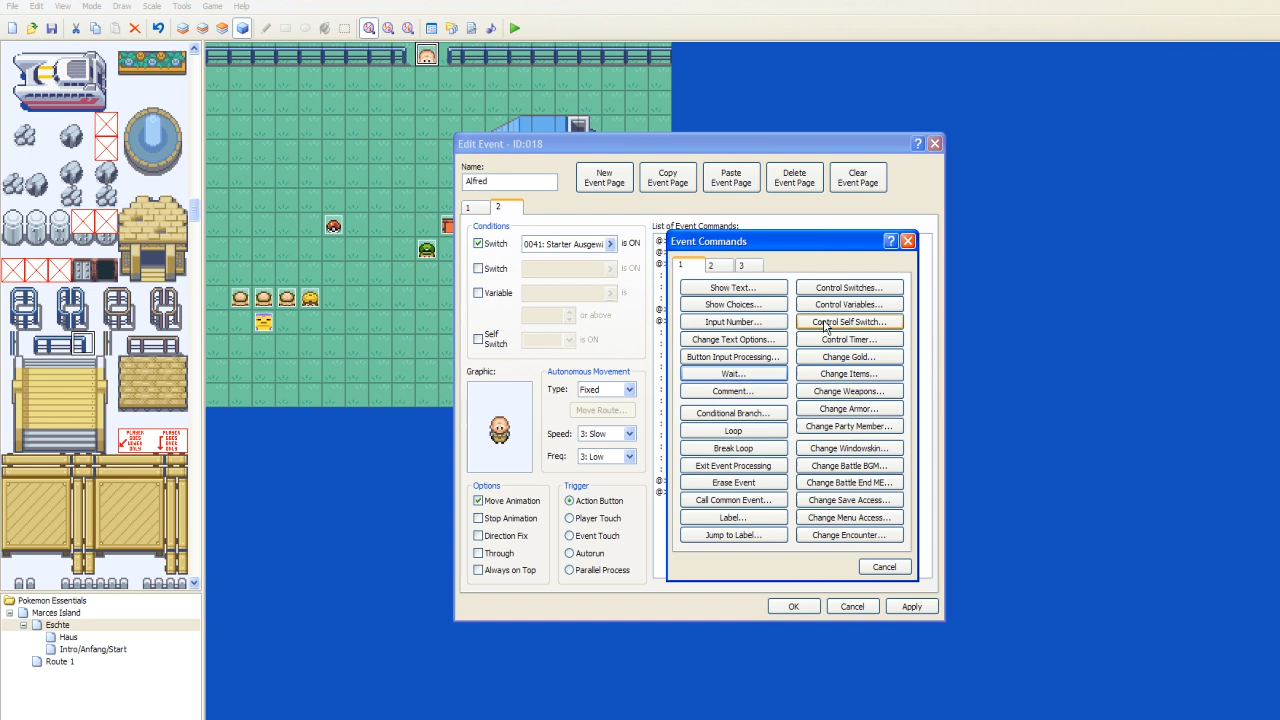 File Edit View Mode Draw Scale Tools Game Help
Edit Event - ID:018
Name:
Alfred
New Event Page
Copy Event Page
Paste Event Page
Delete Event Page
Clear Event Page
1 2
Conditions
Switch 0041: Starter Ausgewä is ON
Switch is ON
Variable is
or above
Self Switch is ON
Graphic:
Autonomous Movement
Type: Fixed
Move Route...
Speed: 3: Slow
Freq: 3: Low
Options
Move Animation
Stop Animation
Direction Fix
Through
Always on Top
Trigger
Action Button
Player Touch
Event Touch
Autorun
Parallel Process
List of Event Commands:
Event Commands
1 2 3
Show Text... Control Switches...
Show Choices... Control Variables...
Input Number... Control Self Switch...
Change Text Options... Control Timer...
Button Input Processing... Change Gold...
Wait... Change Items...
Comment... Change Weapons...
Conditional Branch... Change Armor...
Loop Change Party Member...
Break Loop Change Windowskin...
Exit Event Processing Change Battle BGM...
Erase Event Change Battle End ME...
Call Common Event... Change Save Access...
Label... Change Menu Access...
Jump to Label... Change Encounter...
Cancel
OK Cancel Apply
PLAYER GOES UNDER ONLY
PLAYER GOES OVER ONLY
Pokemon Essentials
Marces Island
Eschte
Haus
Intro/Anfang/Start
Route 1